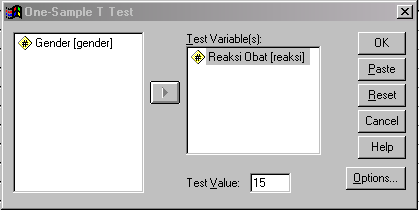 One-Sample T Test
Gender [gender]
Test Variable(s):
Reaksi Obat [reaksi]
Test Value: 15
OK
Paste
Reset
Cancel
Help
Options...